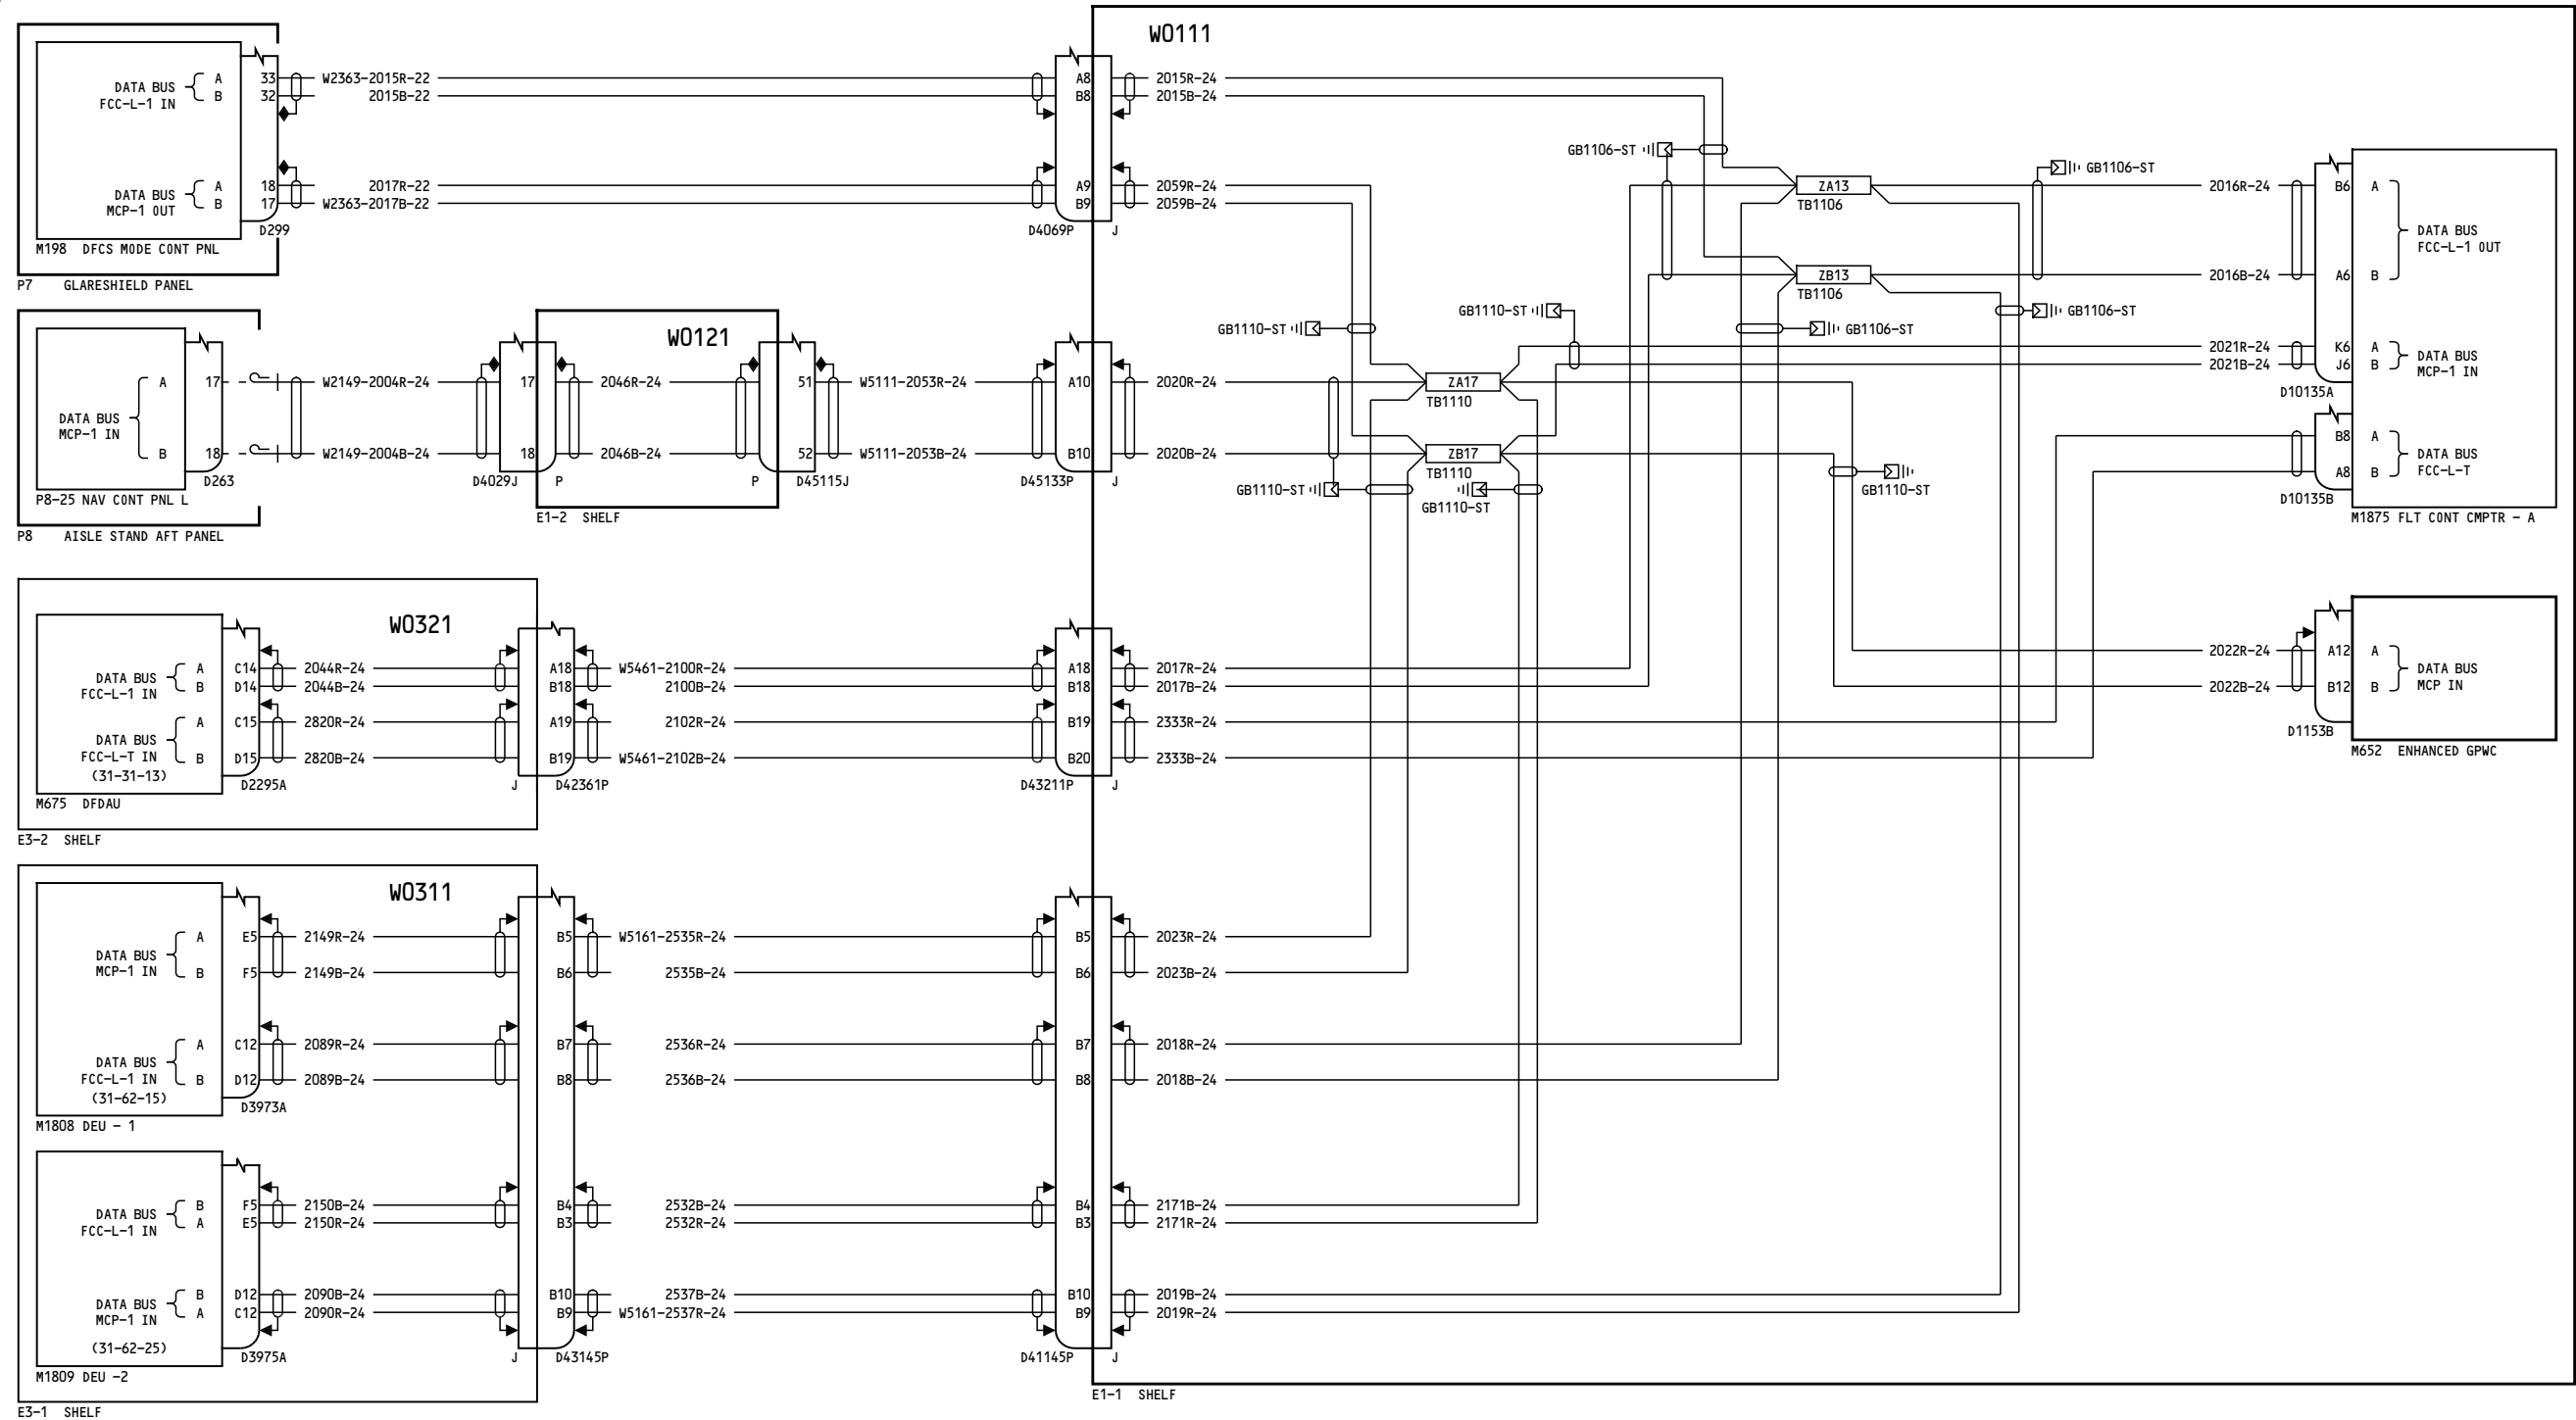 W0111
DATA BUS
FCC-L-1 IN
A 33 W2363-2015R-22 A8 2015R-24
B 32 2015B-22 B8 2015B-24
DATA BUS
MCP-1 OUT
A 18 2017R-22 A9 2059R-24
B 17 W2363-2017B-22 B9 2059B-24
D299 D4069P J
M198 DFCS MODE CONT PNL
P7 GLARESHIELD PANEL
GB1106-ST
ZA13
TB1106
GB1106-ST
ZB13
TB1106
GB1106-ST
GB1106-ST
2016R-24 B6 A
2016B-24 A6 B
DATA BUS
FCC-L-1 OUT
2021R-24 K6 A
2021B-24 J6 B
DATA BUS
MCP-1 IN
D10135A
B8 A
A8 B
DATA BUS
FCC-L-T
D10135B
M1875 FLT CONT CMPTR - A
W0121
DATA BUS
MCP-1 IN
A 17 W2149-2004R-24 17 2046R-24 51 W5111-2053R-24 A10 2020R-24
B 18 W2149-2004B-24 18 2046B-24 52 W5111-2053B-24 B10 2020B-24
D263 D4029J P P D45115J D45133P J
P8-25 NAV CONT PNL L
P8 AISLE STAND AFT PANEL
E1-2 SHELF
GB1110-ST
GB1110-ST
ZA17
TB1110
ZB17
TB1110
GB1110-ST
GB1110-ST
GB1110-ST
W0321
DATA BUS
FCC-L-1 IN
A C14 2044R-24 A18 W5461-2100R-24 A18 2017R-24
B D14 2044B-24 B18 2100B-24 B18 2017B-24
DATA BUS
FCC-L-T IN
(31-31-13)
A C15 2820R-24 A19 2102R-24 B19 2333R-24
B D15 2820B-24 B19 W5461-2102B-24 B20 2333B-24
D2295A J D42361P D43211P J
M675 DFDAU
E3-2 SHELF
2022R-24 A12 A
2022B-24 B12 B
DATA BUS
MCP IN
D1153B
M652 ENHANCED GPWC
W0311
DATA BUS
MCP-1 IN
A E5 2149R-24 B5 W5161-2535R-24 B5 2023R-24
B F5 2149B-24 B6 2535B-24 B6 2023B-24
DATA BUS
FCC-L-1 IN
(31-62-15)
A C12 2089R-24 B7 2536R-24 B7 2018R-24
B D12 2089B-24 B8 2536B-24 B8 2018B-24
D3973A
M1808 DEU - 1
DATA BUS
FCC-L-1 IN
B F5 2150B-24 B4 2532B-24 B4 2171B-24
A E5 2150R-24 B3 2532R-24 B3 2171R-24
DATA BUS
MCP-1 IN
(31-62-25)
B D12 2090B-24 B10 2537B-24 B10 2019B-24
A C12 2090R-24 B9 W5161-2537R-24 B9 2019R-24
D3975A J D43145P D41145P J
M1809 DEU -2
E3-1 SHELF
E1-1 SHELF